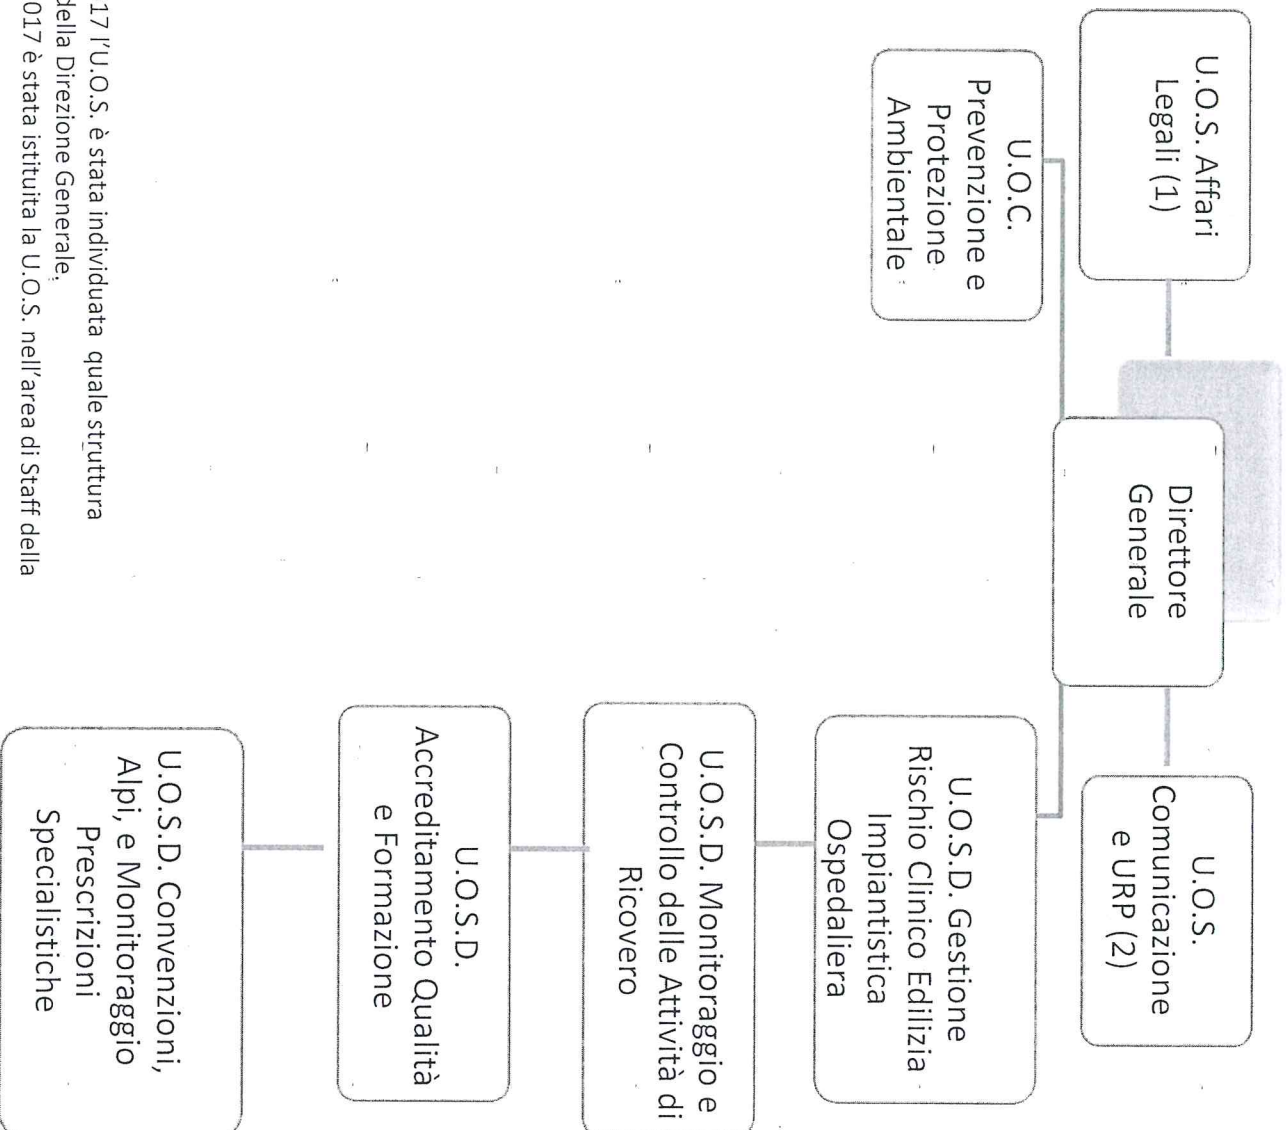 U.O.S. Affari
Legali (1)
Direttore
Generale
U.O.S.
Comunicazione
e URP (2)
U.O.C.
Prevenzione e
Protezione
Ambientale
U.O.S.D. Gestione
Rischio Clinico Edilizia
Impiantistica
Ospedaliera
U.O.S.D. Monitoraggio e
Controllo delle Attività di
Ricovero
U.O.S.D.
Accreditamento Qualità
e Formazione
U.O.S.D. Convenzioni,
Alpi, e Monitoraggio
Prescrizioni
Specialistiche
17 l'U.O.S. è stata individuata quale struttura
della Direzione Generale.
017 è stata istituita la U.O.S. nell'area di Staff della